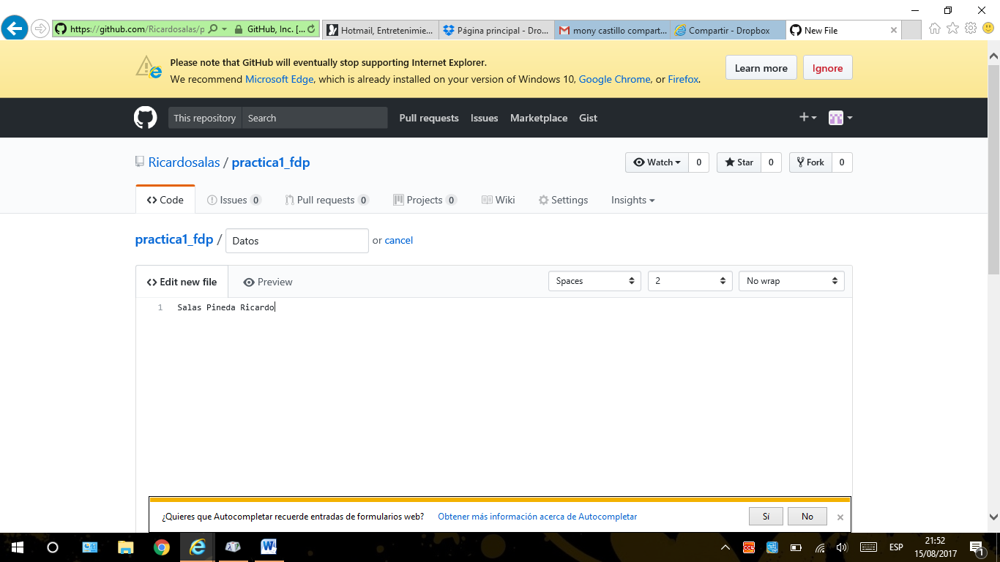 https://github.com/Ricardosalas/p
GitHub, Inc. [...
Hotmail, Entretenimie...
Página principal - Dro...
mony castillo compart...
Compartir - Dropbox
New File
Please note that GitHub will eventually stop supporting Internet Explorer.
We recommend Microsoft Edge, which is already installed on your version of Windows 10, Google Chrome, or Firefox.
Learn more
Ignore
This repository
Search
Pull requests
Issues
Marketplace
Gist
Ricardosalas / practica1_fdp
Watch
0
Star
0
Fork
0
Code
Issues 0
Pull requests 0
Projects 0
Wiki
Settings
Insights
practica1_fdp /
Datos
or cancel
Edit new file
Preview
Spaces
2
No wrap
1
Salas Pineda Ricardo
¿Quieres que Autocompletar recuerde entradas de formularios web?
Obtener más información acerca de Autocompletar
Sí
No
ESP
21:52
15/08/2017
1